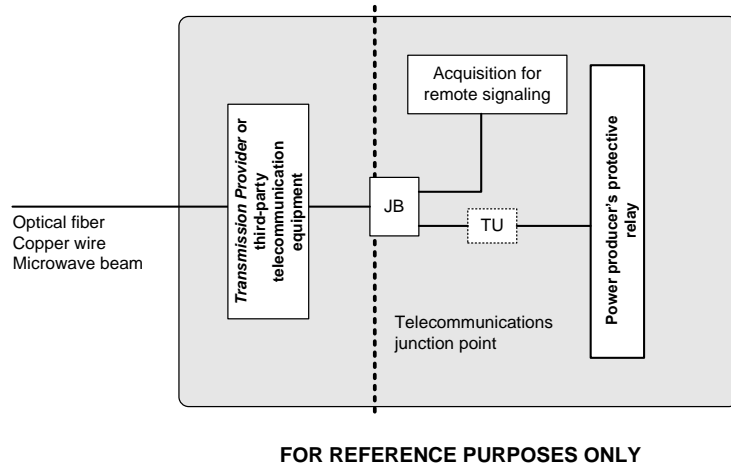 Acquisition for
remote signaling
Transmission Provider or
third-party
telecommunication
equipment
JB
TU
Power producer's protective
relay
Optical fiber
Copper wire
Microwave beam
Telecommunications
junction point
FOR REFERENCE PURPOSES ONLY